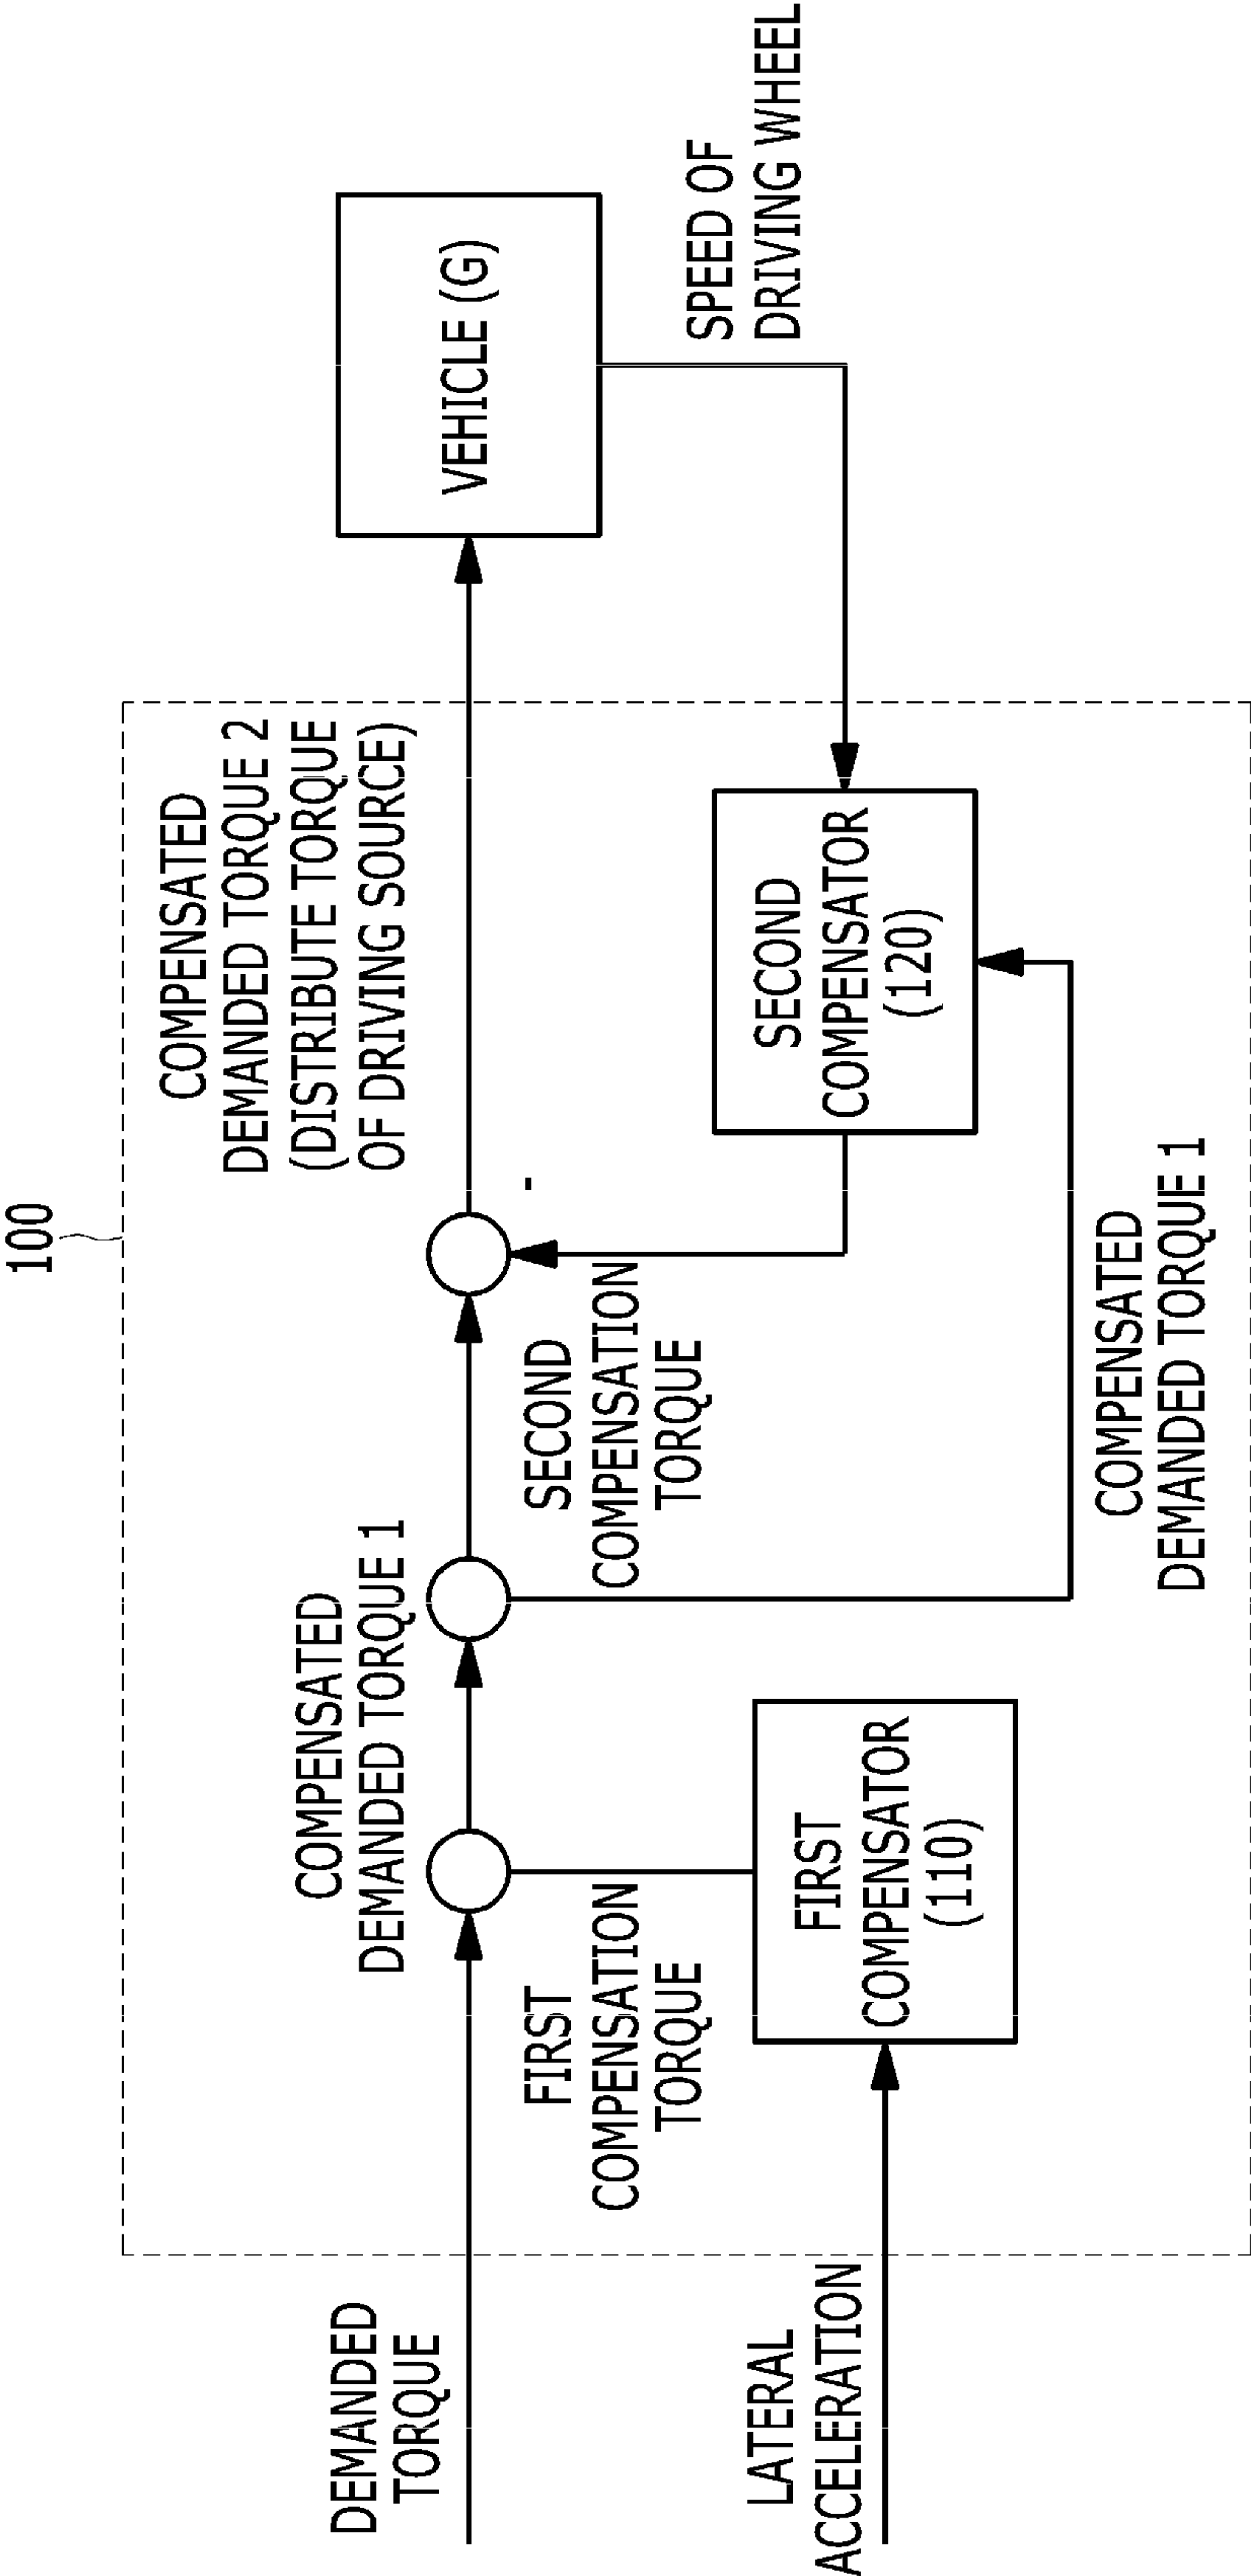 100
DEMANDED
TORQUE
LATERAL
ACCELERATION
FIRST
COMPENSATION
TORQUE
FIRST
COMPENSATOR
(110)
COMPENSATED
DEMANDED TORQUE 1
SECOND
COMPENSATION
TORQUE
-
COMPENSATED
DEMANDED TORQUE 1
SECOND
COMPENSATOR
(120)
COMPENSATED
DEMANDED TORQUE 2
(DISTRIBUTE TORQUE
OF DRIVING SOURCE)
VEHICLE (G)
SPEED OF
DRIVING WHEEL